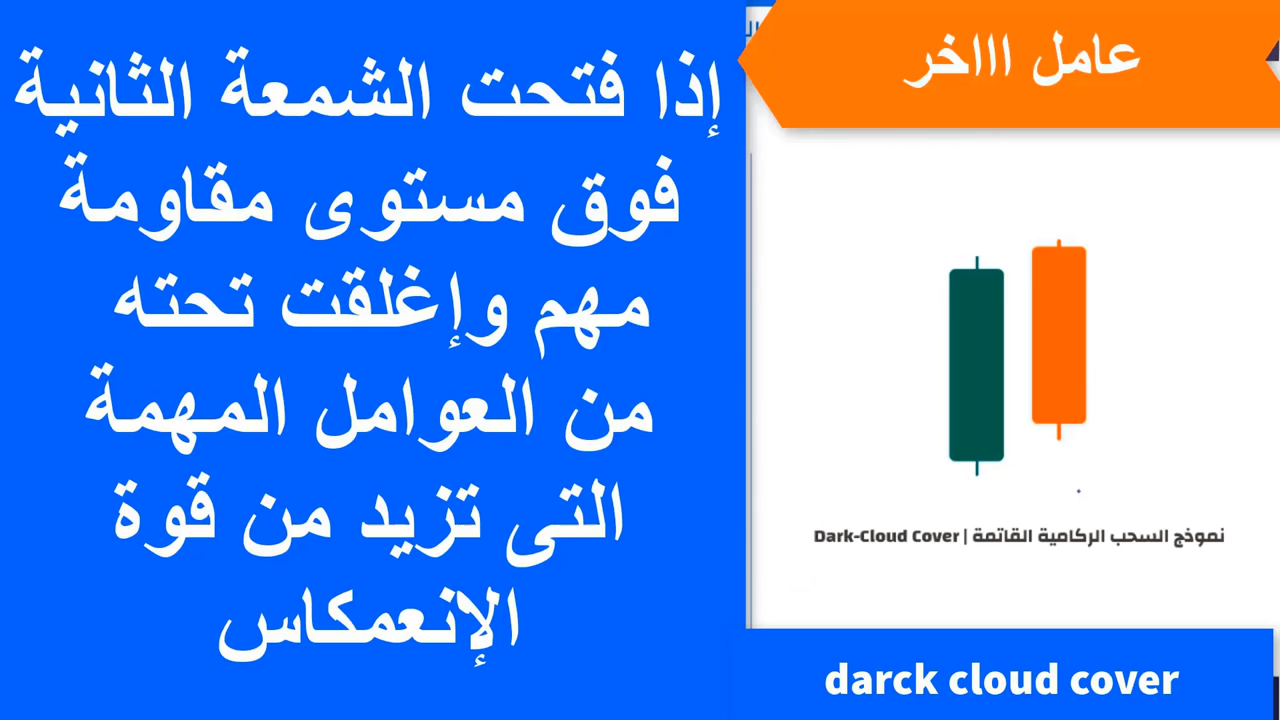 عامل اااخر
إذا فتحت الشمعة الثانية
فوق مستوى مقاومة
مهم وإغلقت تحته
من العوامل المهمة
التى تزيد من قوة
الإنعمكاس
نموذج السحب الركامية القاتمة | Dark-Cloud Cover
darck cloud cover